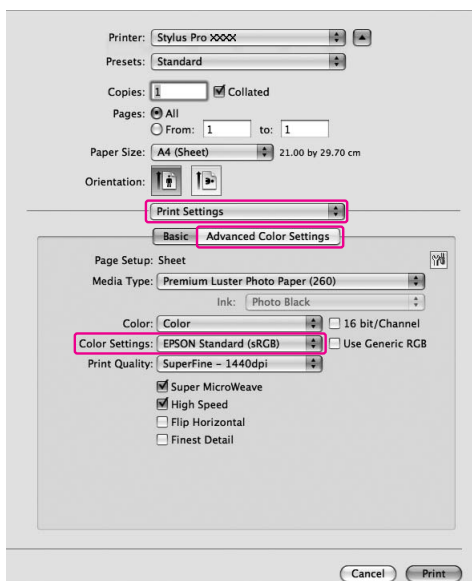 Printer: Stylus Pro XXXX
Presets: Standard
Copies: 1 Collated
Pages: All
From: 1 to: 1
Paper Size: A4 (Sheet) 21.00 by 29.70 cm
Orientation:
Print Settings
Basic Advanced Color Settings
Page Setup: Sheet
Media Type: Premium Luster Photo Paper (260)
Ink: Photo Black
Color: Color 16 bit/Channel
Color Settings: EPSON Standard (sRGB) Use Generic RGB
Print Quality: SuperFine - 1440dpi
Super MicroWeave
High Speed
Flip Horizontal
Finest Detail
Cancel Print